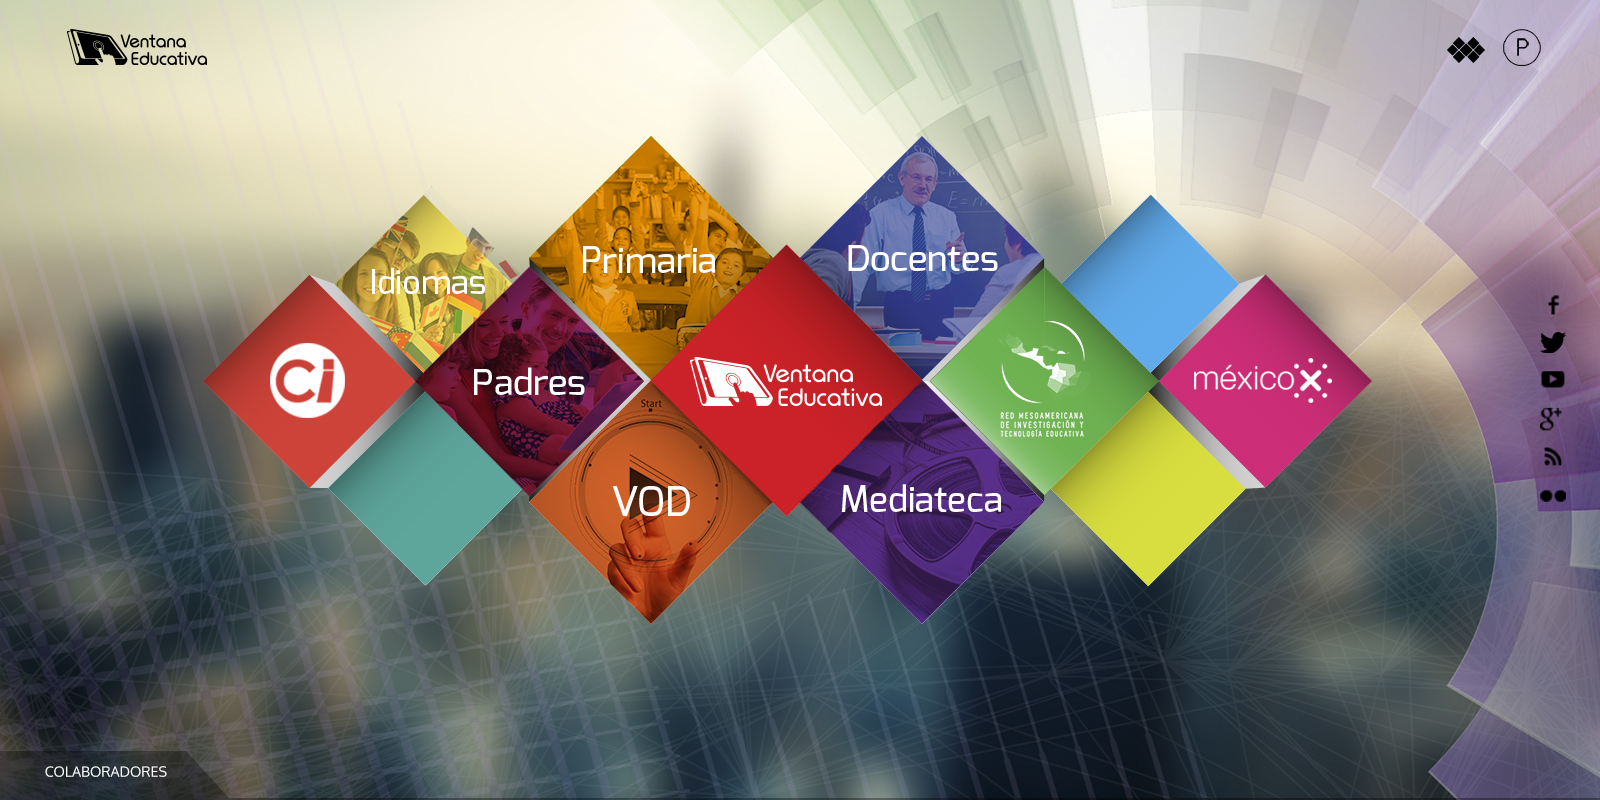 Ventana
Educativa
P
Idiomas
Primaria
Docentes
Ci
Padres
Ventana
Educativa
RED MESOAMERICANA
DE INVESTIGACIÓN Y
TECNOLOGÍA EDUCATIVA
méxicoX
Start
VOD
Mediateca
COLABORADORES